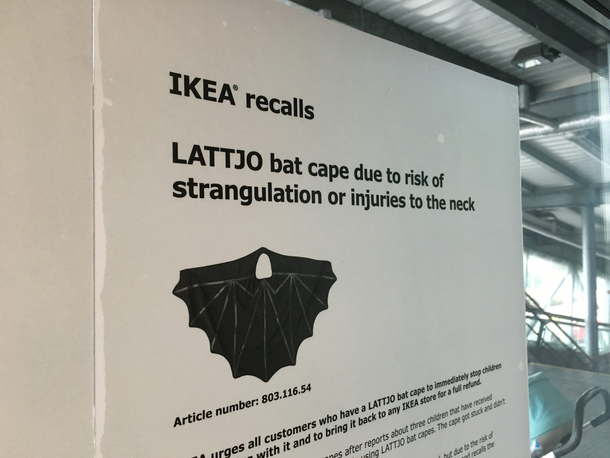 IKEA® recalls
LATTJO bat cape due to risk of
strangulation or injuries to the neck
Article number: 803.116.54
urges all customers who have a LATTJO bat cape to immediately stop children
with it and to bring it back to any IKEA store for a full refund.
after reports about three children that have received
using LATTJO bat capes. The cape got stuck and didn't
but due to the risk of
and recalls the